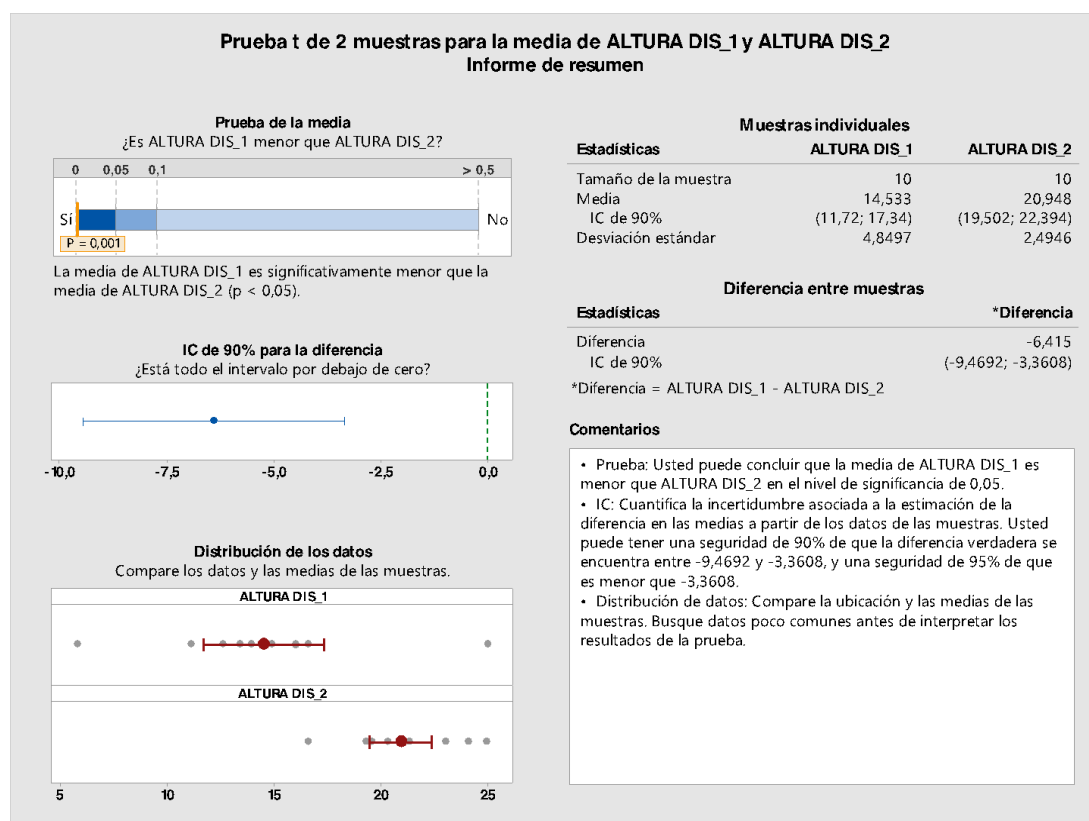 Prueba t de 2 muestras para la media de ALTURA DIS_1 y ALTURA DIS_2
Informe de resumen
Prueba de la media
¿Es ALTURA DIS_1 menor que ALTURA DIS_2?
0 0,05 0,1 > 0,5
Sí No
P = 0,001
La media de ALTURA DIS_1 es significativamente menor que la
media de ALTURA DIS_2 (p < 0,05).
IC de 90% para la diferencia
¿Está todo el intervalo por debajo de cero?
-10,0 -7,5 -5,0 -2,5 0,0
Distribución de los datos
Compare los datos y las medias de las muestras.
ALTURA DIS_1
ALTURA DIS_2
5 10 15 20 25
Muestras individuales
Estadísticas ALTURA DIS_1 ALTURA DIS_2
Tamaño de la muestra 10 10
Media 14,533 20,948
IC de 90% (11,72; 17,34) (19,502; 22,394)
Desviación estándar 4,8497 2,4946
Diferencia entre muestras
Estadísticas *Diferencia
Diferencia -6,415
IC de 90% (-9,4692; -3,3608)
*Diferencia = ALTURA DIS_1 - ALTURA DIS_2
Comentarios
• Prueba: Usted puede concluir que la media de ALTURA DIS_1 es
menor que ALTURA DIS_2 en el nivel de significancia de 0,05.
• IC: Cuantifica la incertidumbre asociada a la estimación de la
diferencia en las medias a partir de los datos de las muestras. Usted
puede tener una seguridad de 90% de que la diferencia verdadera se
encuentra entre -9,4692 y -3,3608, y una seguridad de 95% de que
es menor que -3,3608.
• Distribución de datos: Compare la ubicación y las medias de las
muestras. Busque datos poco comunes antes de interpretar los
resultados de la prueba.